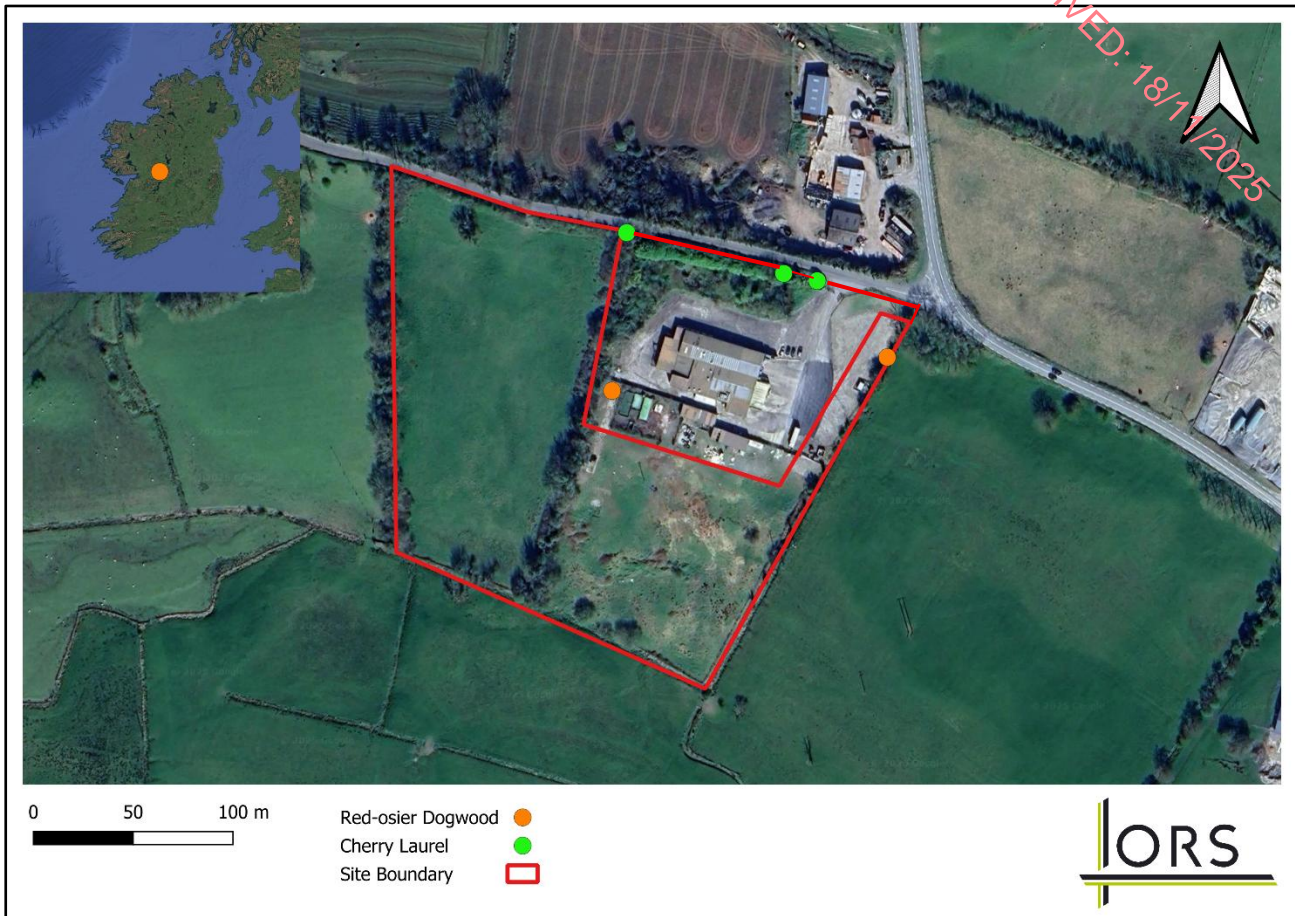 VED: 18/11/2025
0 50 100 m
Red-osier Dogwood
Cherry Laurel
Site Boundary
ORS